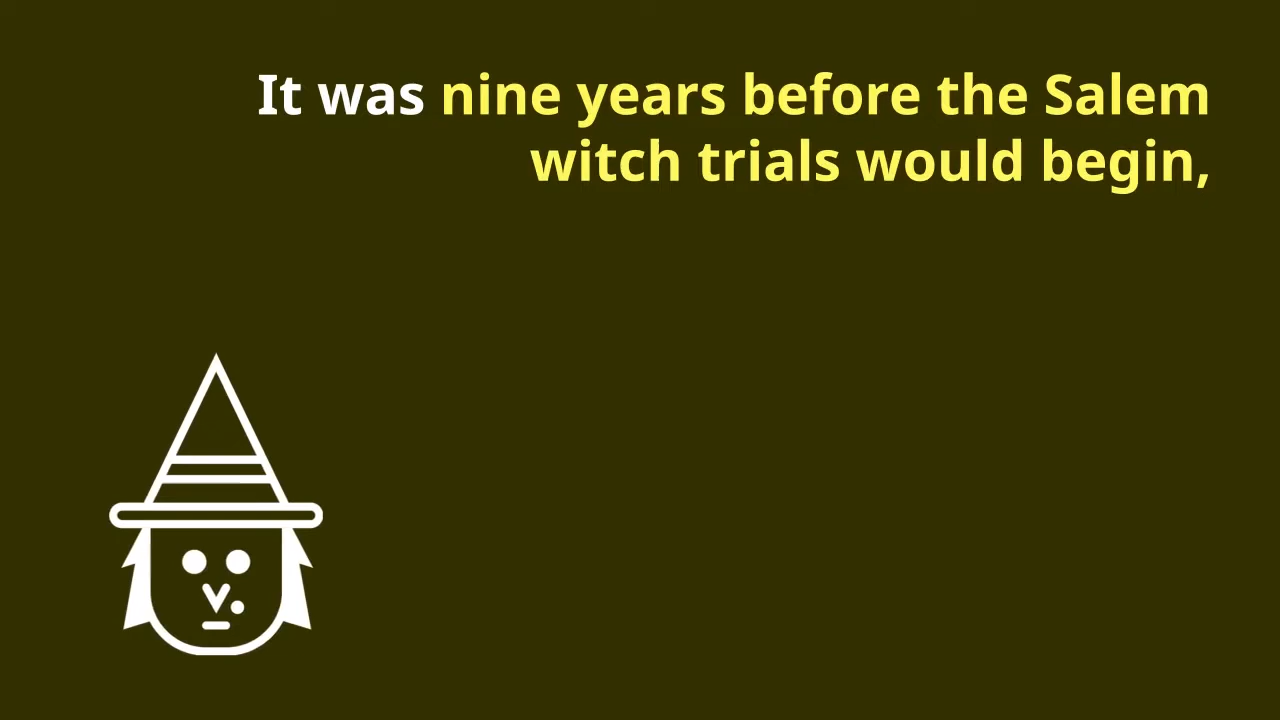 It was nine years before the Salem
witch trials would begin,